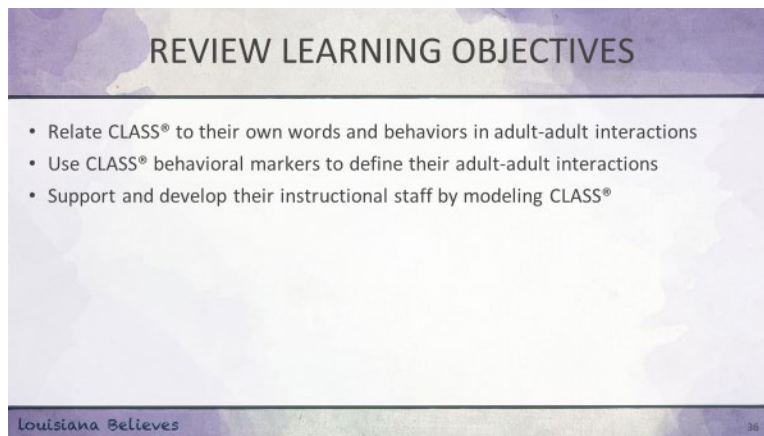 REVIEW LEARNING OBJECTIVES
• Relate CLASS® to their own words and behaviors in adult-adult interactions
• Use CLASS® behavioral markers to define their adult-adult interactions
• Support and develop their instructional staff by modeling CLASS®
Louisiana Believes
36